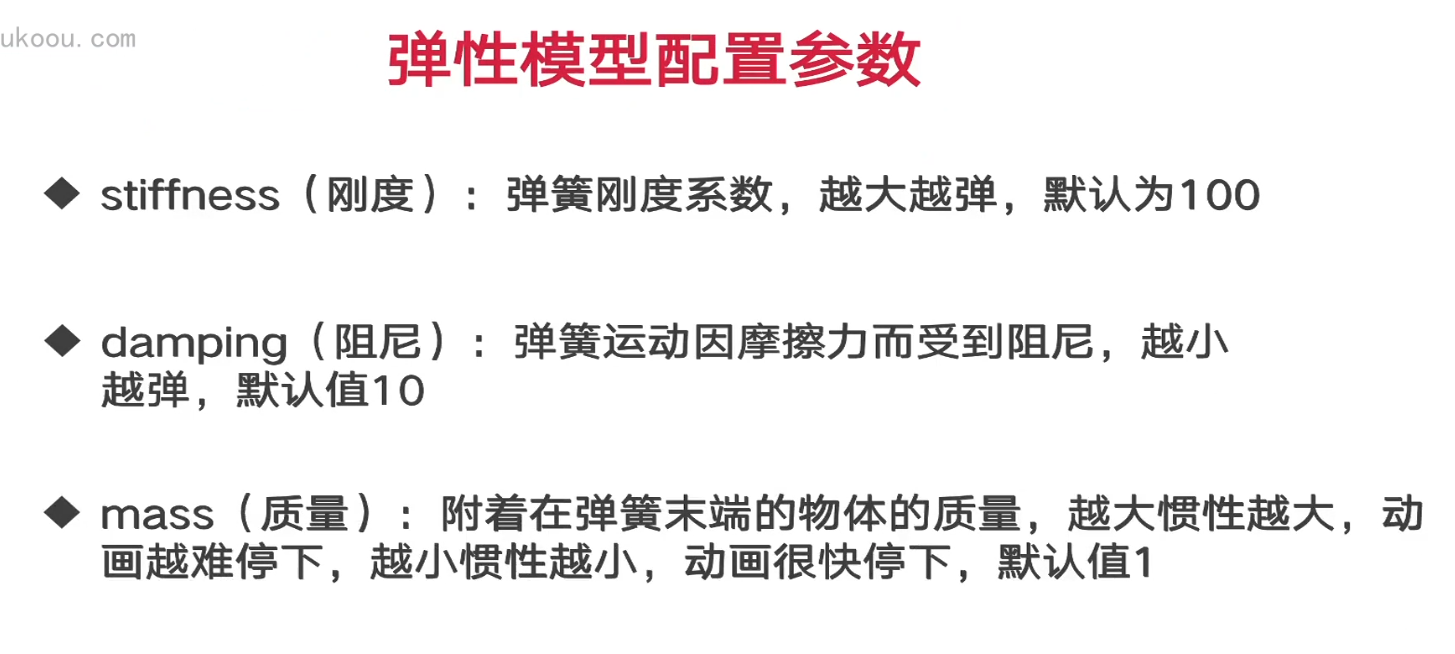 ukoou.com
弹性模型配置参数
◆ stiffness（刚度）：弹簧刚度系数，越大越弹，默认为100
◆ damping（阻尼）：弹簧运动因摩擦力而受到阻尼，越小
越弹，默认值10
◆ mass（质量）：附着在弹簧末端的物体的质量，越大惯性越大，动
画越难停下，越小惯性越小，动画很快停下，默认值1